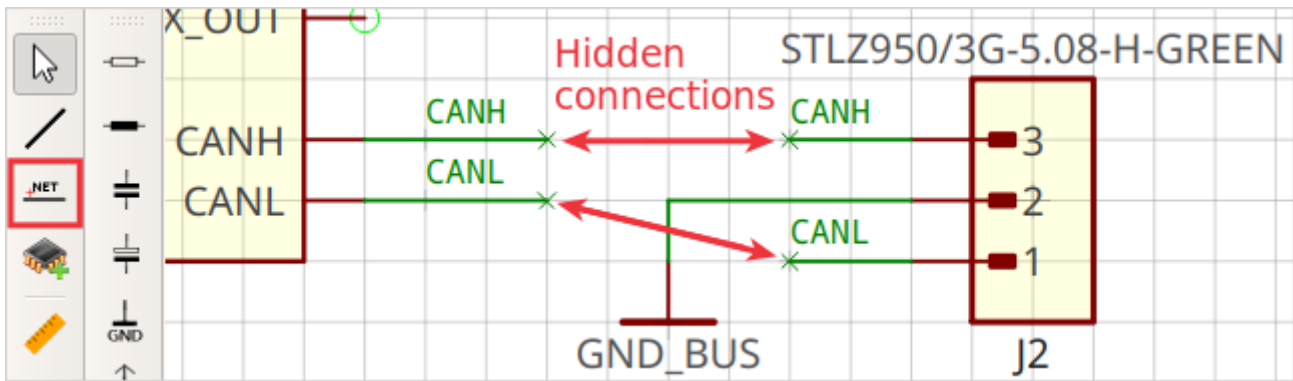 X_OUT
Hidden
connections
STLZ950/3G-5.08-H-GREEN
NET
GND
CANH
CANL
CANH
CANL
CANH
CANL
3
2
1
GND_BUS
J2